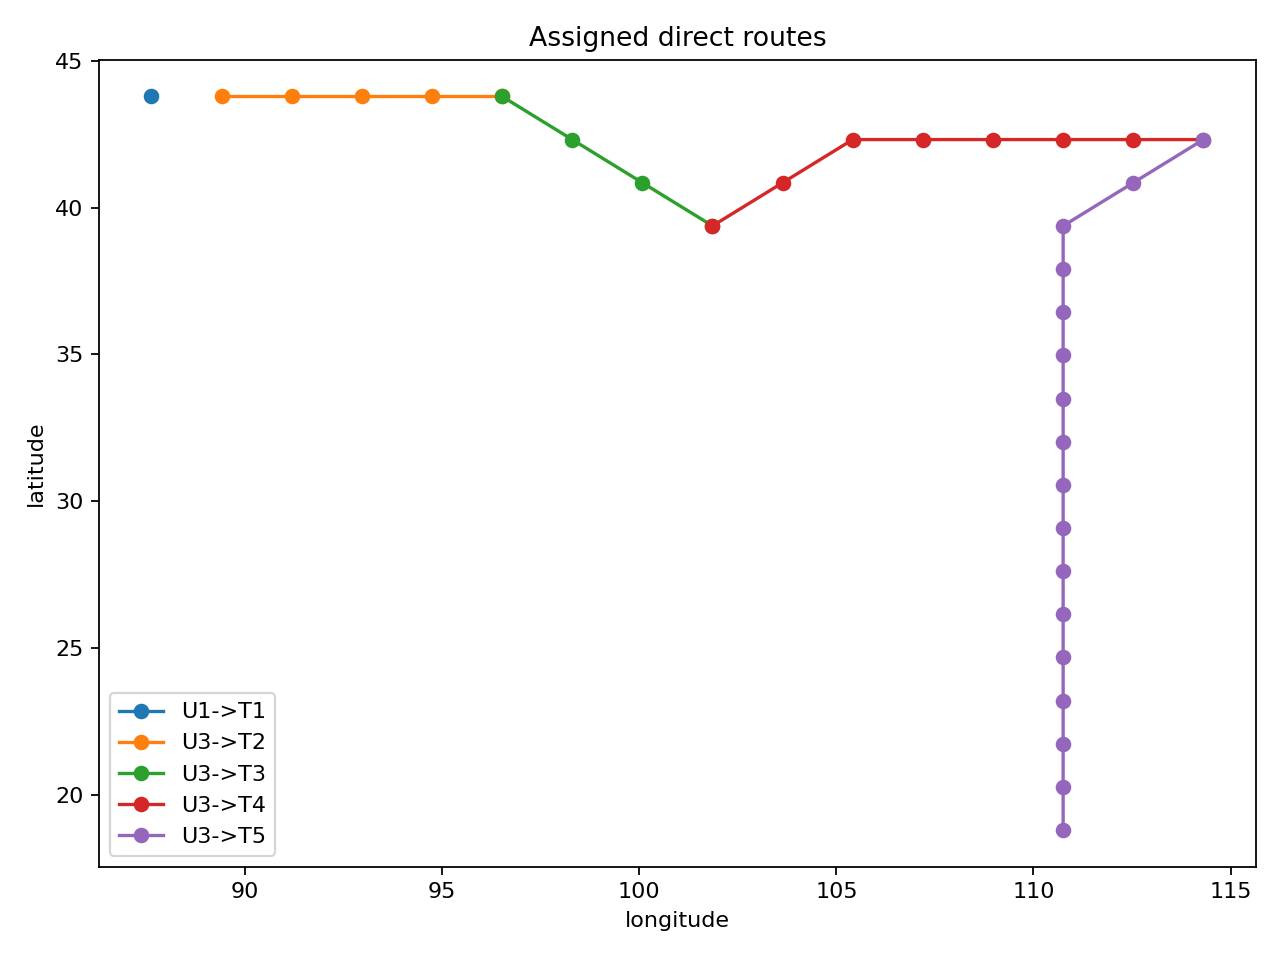 Assigned direct routes
45
40
35
30
25
20
latitude
U1->T1
U3->T2
U3->T3
U3->T4
U3->T5
90 95 100 105 110 115
longitude